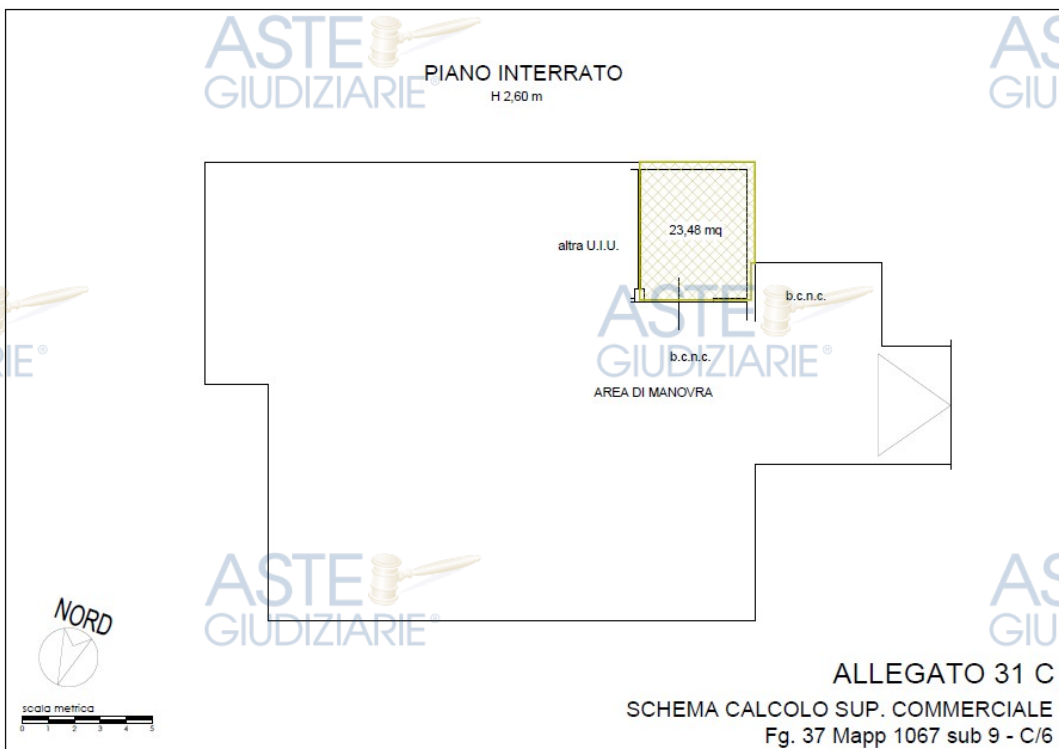 ASTE
GIUDIZIARIE®
PIANO INTERRATO
H 2,60 m
AS
GIU
23,48 mq
altra U.I.U.
b.c.n.c.
ASTE
GIUDIZIARIE®
IE®
b.c.n.c.
AREA DI MANOVRA
ASTE
GIUDIZIARIE®
AS
GIU
NORD
scala metrica
0 1 2 3 4 5
ALLEGATO 31 C
SCHEMA CALCOLO SUP. COMMERCIALE
Fg. 37 Mapp 1067 sub 9 - C/6